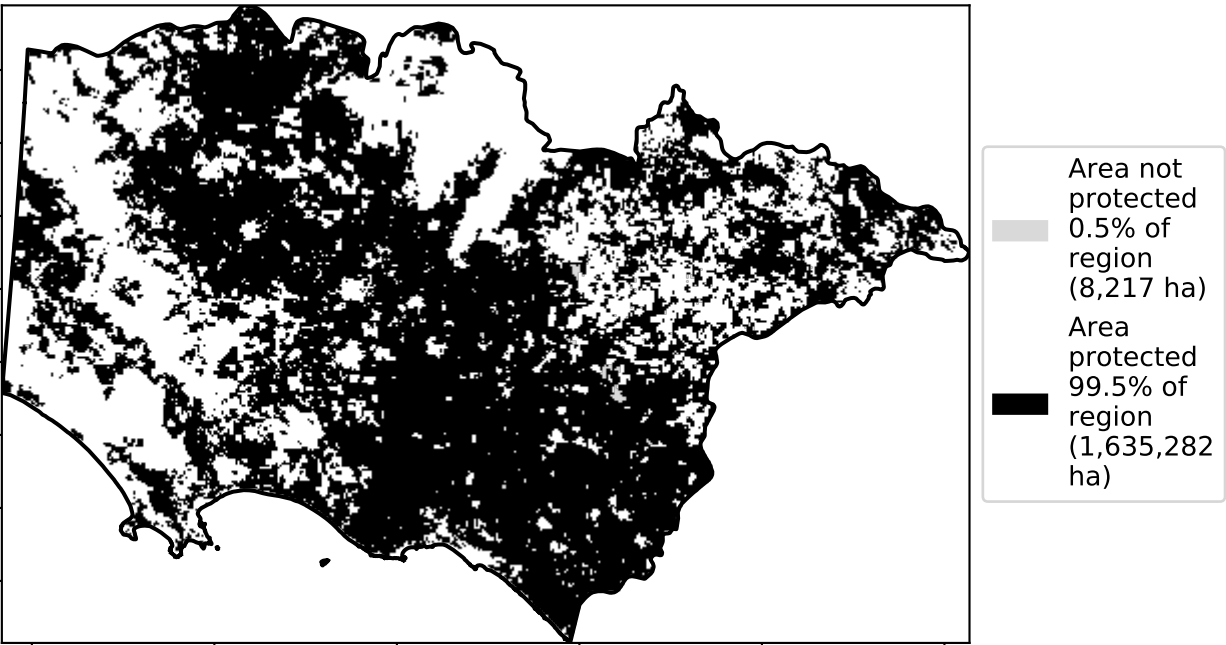 Area not
protected
0.5% of
region
(8,217 ha)
Area
protected
99.5% of
region
(1,635,282
ha)